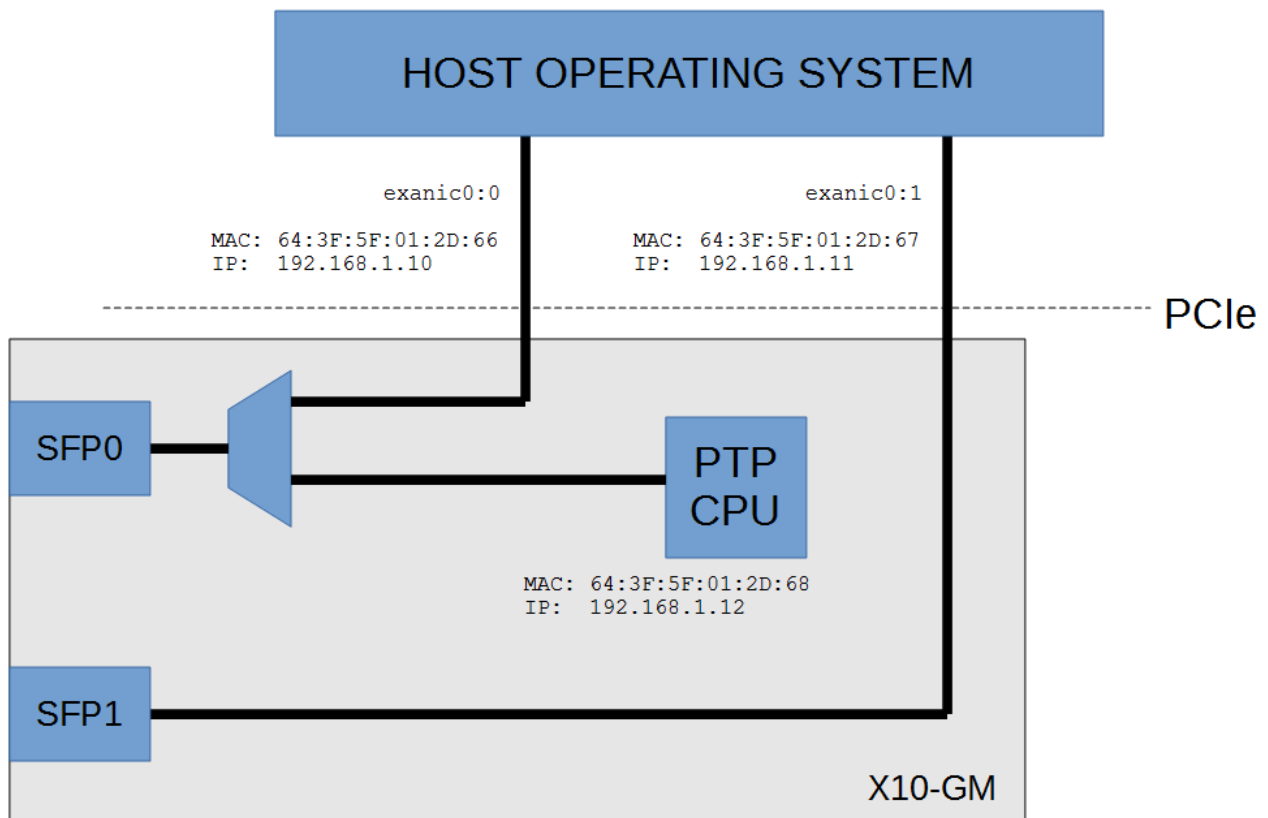 HOST OPERATING SYSTEM
exanic0:0
MAC: 64:3F:5F:01:2D:66
IP: 192.168.1.10
exanic0:1
MAC: 64:3F:5F:01:2D:67
IP: 192.168.1.11
PCIe
SFP0
PTP
CPU
MAC: 64:3F:5F:01:2D:68
IP: 192.168.1.12
SFP1
X10-GM